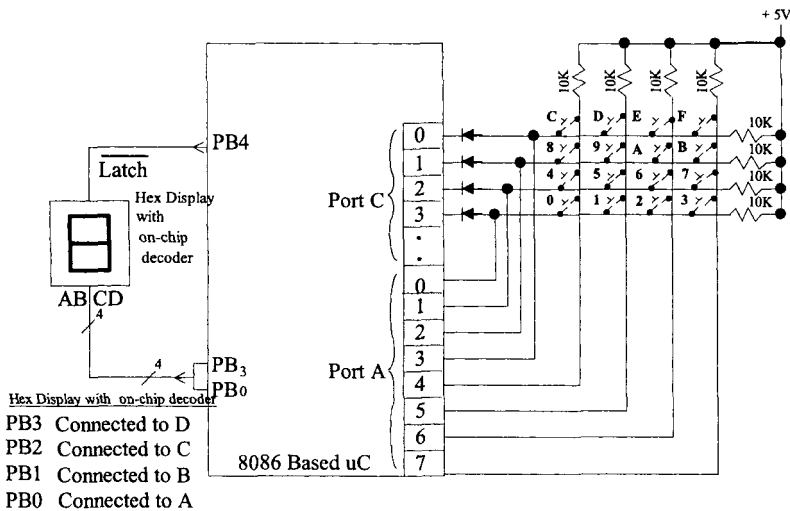 + 5V
10K 10K 10K 10K
C D E F
10K
8 9 A B
10K
4 5 6 7
10K
0 1 2 3
10K
PB4
Latch
Hex Display
with
on-chip
decoder
AB CD
4
4
PB3
PB0
Port C
0
1
2
3
.
.
Port A
0
1
2
3
4
5
6
7
8086 Based uC
Hex Display with on-chip decoder
PB3 Connected to D
PB2 Connected to C
PB1 Connected to B
PB0 Connected to A